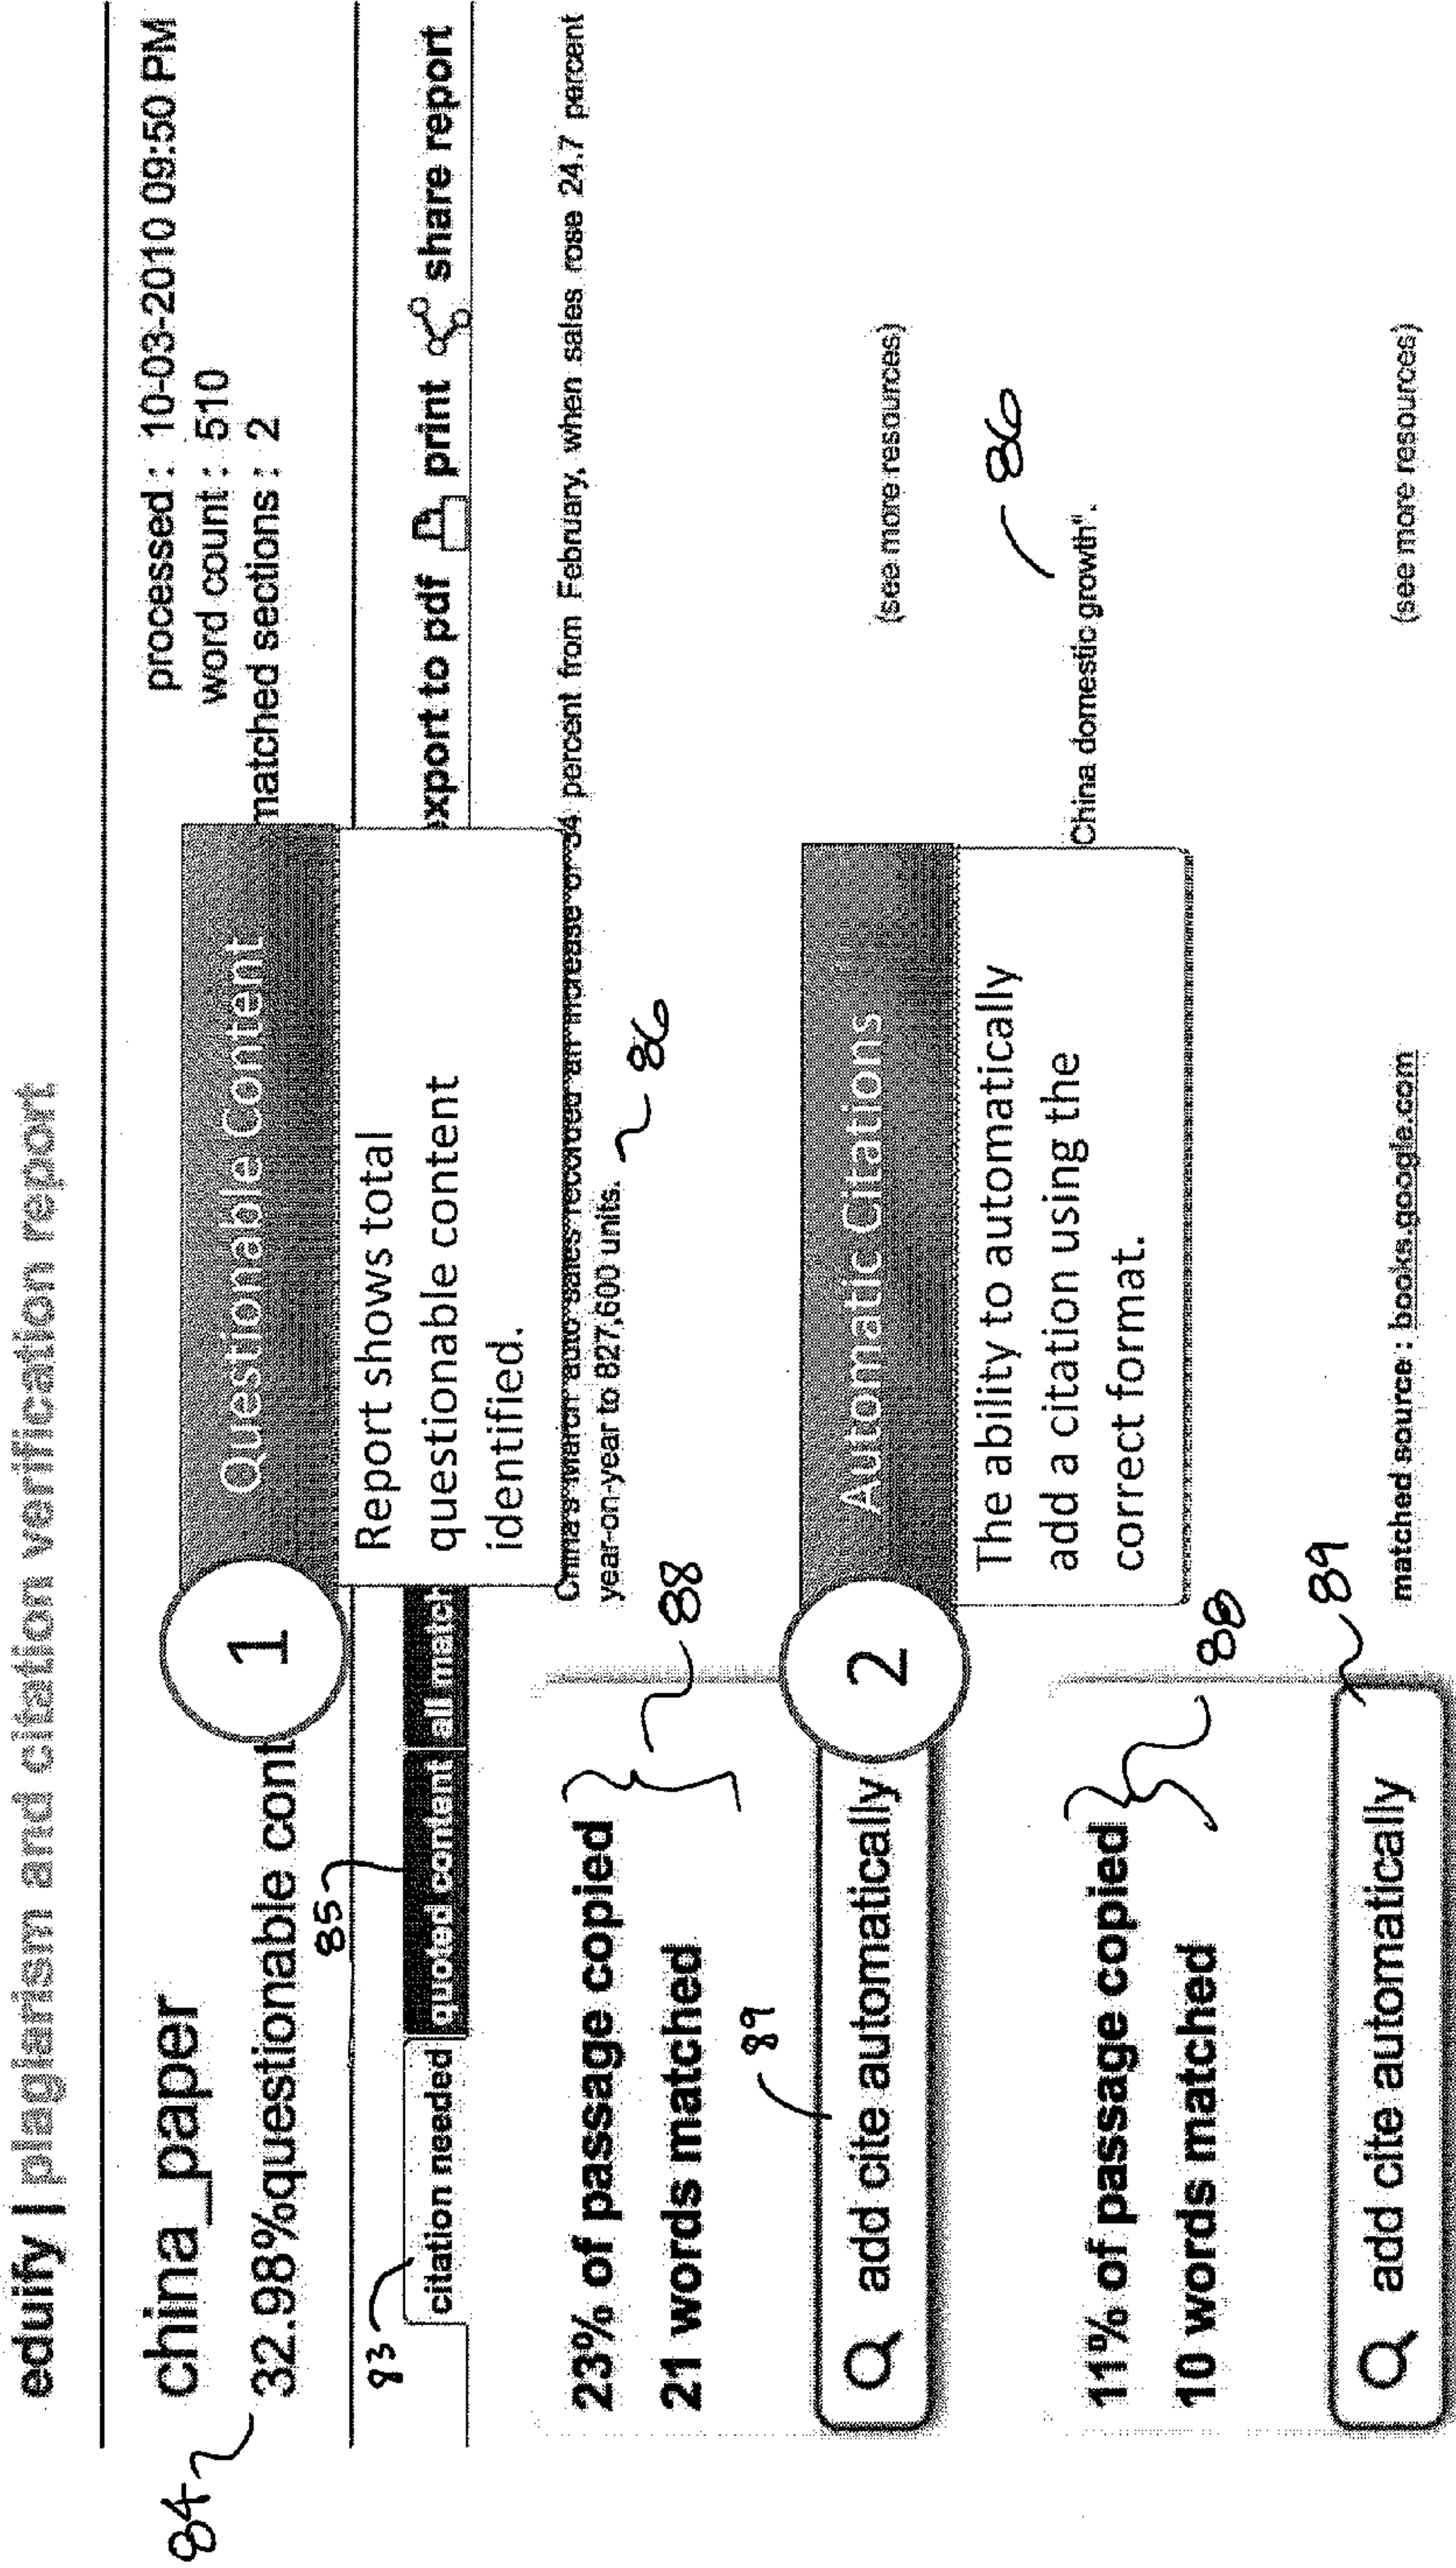 eduify | plagiarism and citation verification report
china_paper
processed : 10-03-2010 09:50 PM
word count : 510
matched sections : 2
84
32.98%questionable cont
1
Questionable Content
Report shows total
questionable content
identified.
83
85
citation needed
quoted content
all match
export to pdf
print
share report
China's March auto sales recorded an increase of 34 percent from February, when sales rose 24.7 percent
year-on-year to 827,600 units.
86
23% of passage copied
21 words matched
88
89
add cite automatically
2
Automatic Citations
The ability to automatically
add a citation using the
correct format.
(see more resources)
86
China domestic growth".
11% of passage copied
10 words matched
88
89
add cite automatically
matched source : books.google.com
(see more resources)